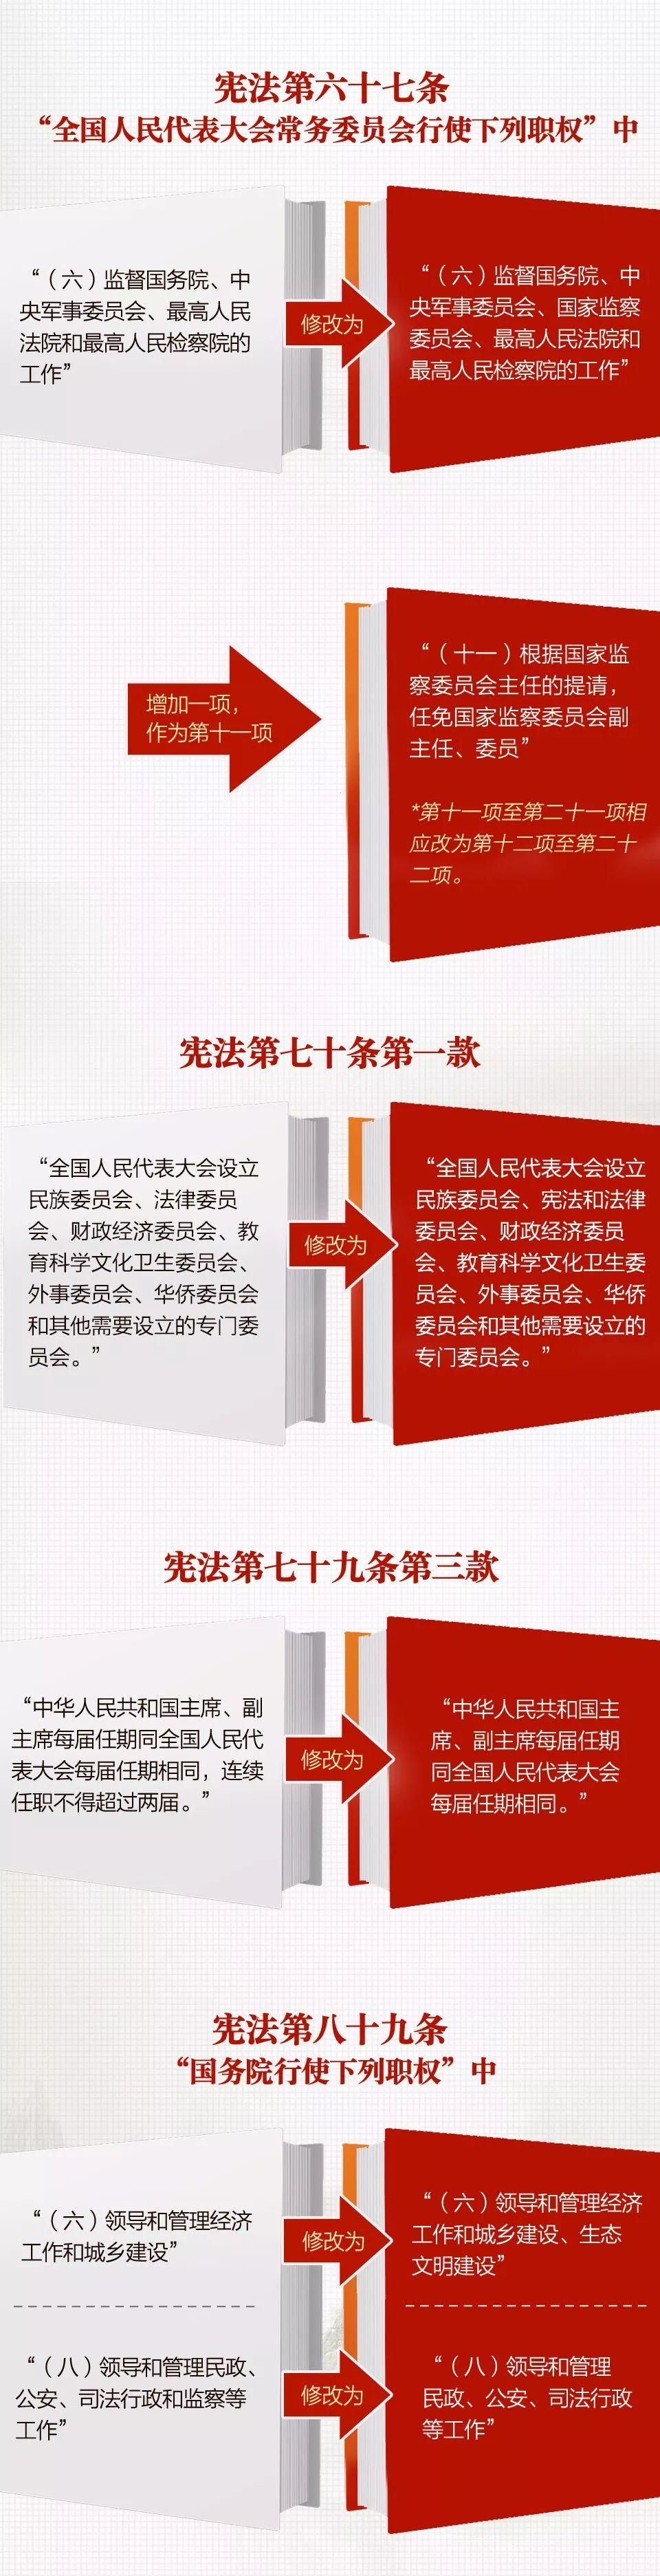 宪法第六十七条
“全国人民代表大会常务委员会行使下列职权”中
“（六）监督国务院、中
央军事委员会、最高人民
法院和最高人民检察院的
工作”
修改为
“（六）监督国务院、中
央军事委员会、国家监察
委员会、最高人民法院和
最高人民检察院的工作”
增加一项，
作为第十一项
“（十一）根据国家监
察委员会主任的提请，
任免国家监察委员会副
主任、委员”
*第十一项至第二十一项相
应改为第十二项至第二十
二项。
宪法第七十条第一款
“全国人民代表大会设立
民族委员会、法律委员
会、财政经济委员会、教
育科学文化卫生委员会、
外事委员会、华侨委员会
和其他需要设立的专门委
员会。”
修改为
“全国人民代表大会设立
民族委员会、宪法和法律
委员会、财政经济委员
会、教育科学文化卫生委
员会、外事委员会、华侨
委员会和其他需要设立的
专门委员会。”
宪法第七十九条第三款
“中华人民共和国主席、副
主席每届任期同全国人民代
表大会每届任期相同，连续
任职不得超过两届。”
修改为
“中华人民共和国主
席、副主席每届任期
同全国人民代表大会
每届任期相同。”
宪法第八十九条
“国务院行使下列职权”中
“（六）领导和管理经济
工作和城乡建设”
修改为
“（六）领导和管理经济
工作和城乡建设、生态
文明建设”
“（八）领导和管理民政、
公安、司法行政和监察等
工作”
修改为
“（八）领导和管理
民政、公安、司法行政
等工作”